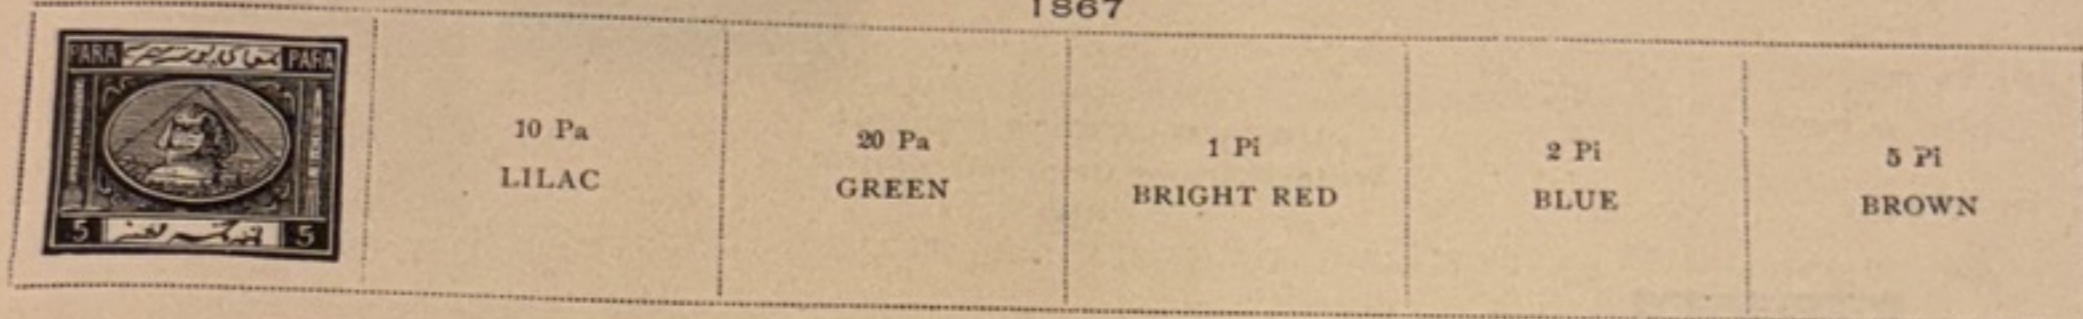 1867
PARA PARA
5 5
10 Pa
LILAC
20 Pa
GREEN
1 Pi
BRIGHT RED
2 Pi
BLUE
5 Pi
BROWN